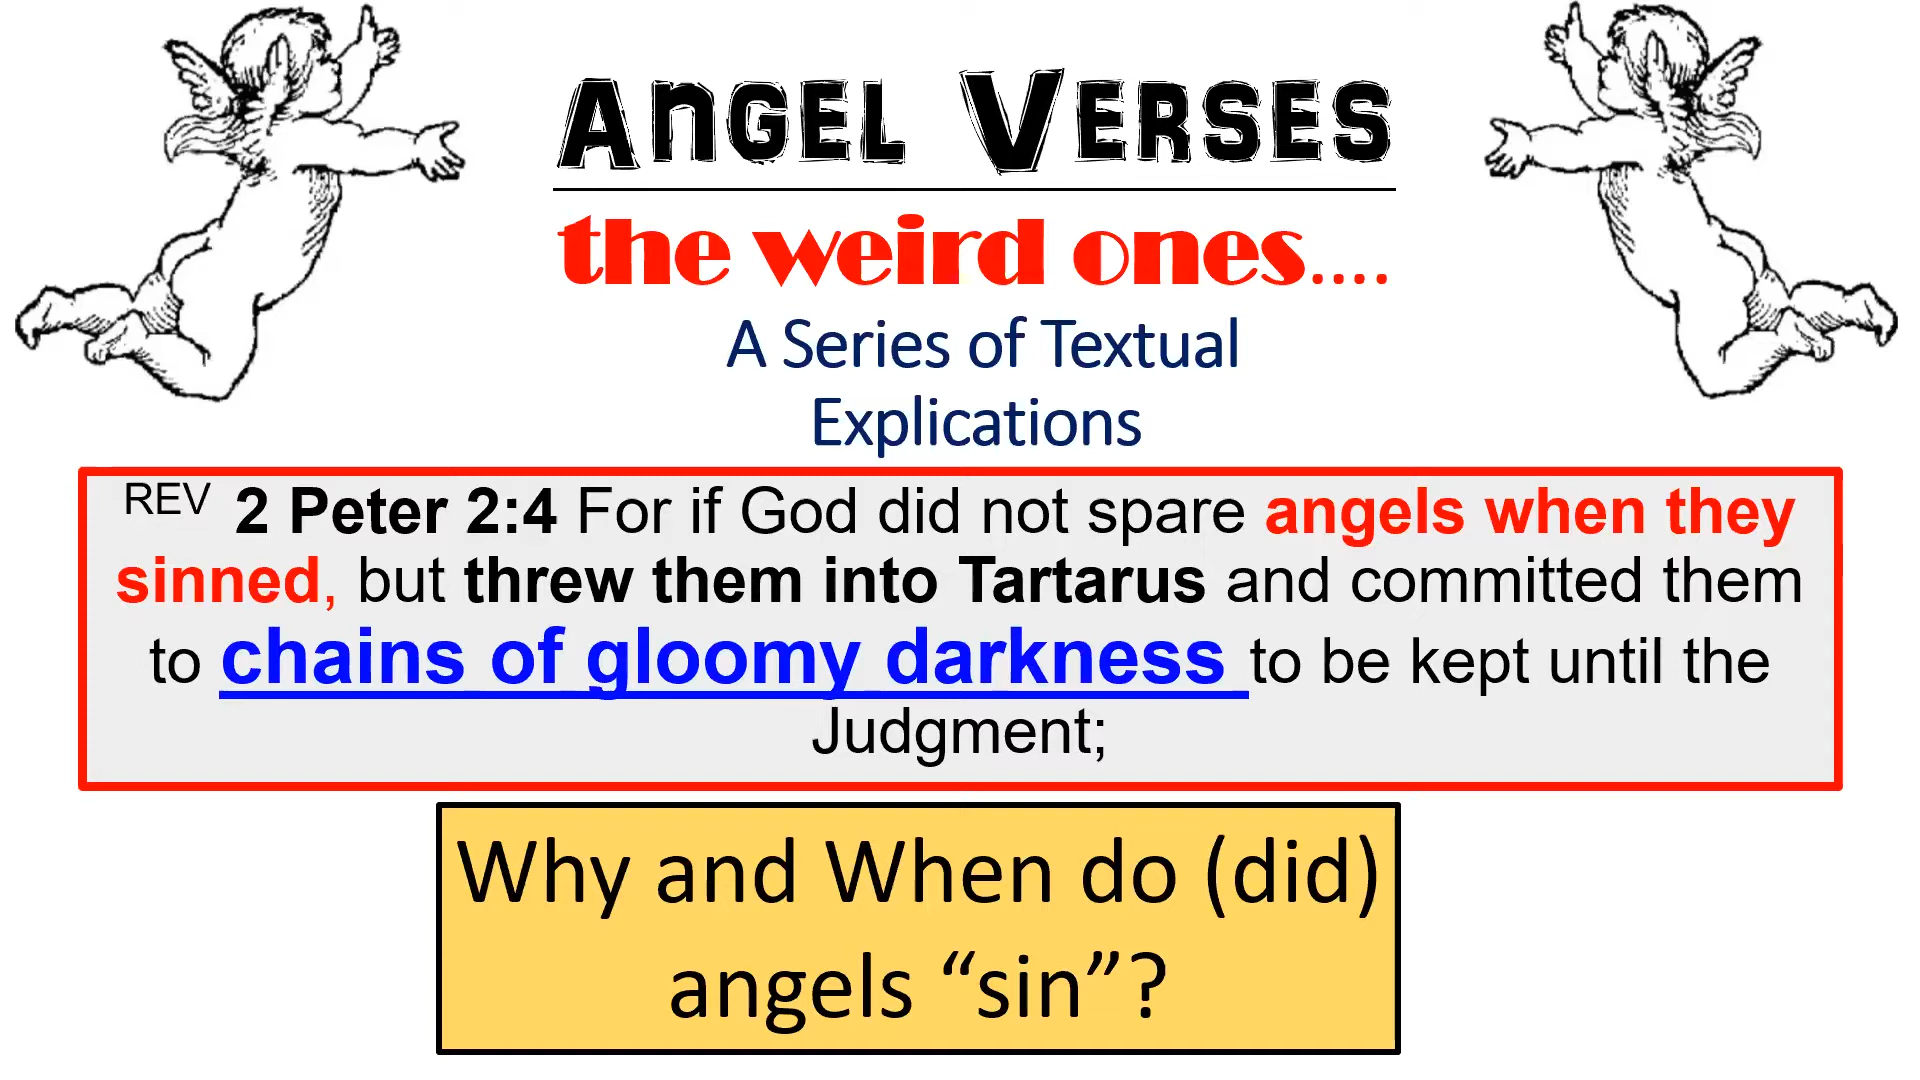 ANGEL VERSES
the weird ones....
A Series of Textual
Explications
REV 2 Peter 2:4 For if God did not spare angels when they
sinned, but threw them into Tartarus and committed them
to chains of gloomy darkness to be kept until the
Judgment;
Why and When do (did)
angels “sin”?